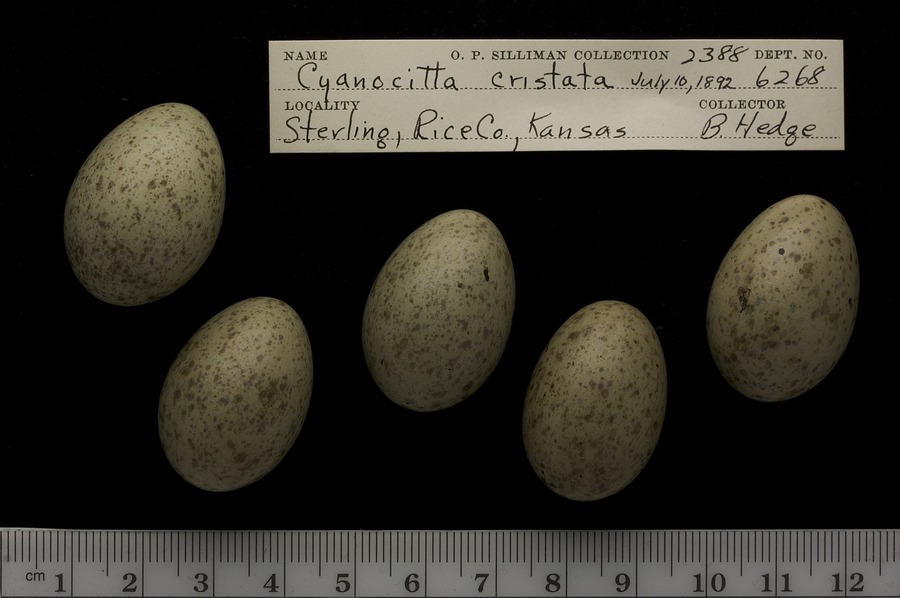 NAME O. P. SILLIMAN COLLECTION 2388 DEPT. NO.
Cyanocitta cristata July 10, 1892 6268
LOCALITY COLLECTOR
Sterling, Rice Co., Kansas B. Hedge
cm 1 2 3 4 5 6 7 8 9 10 11 12